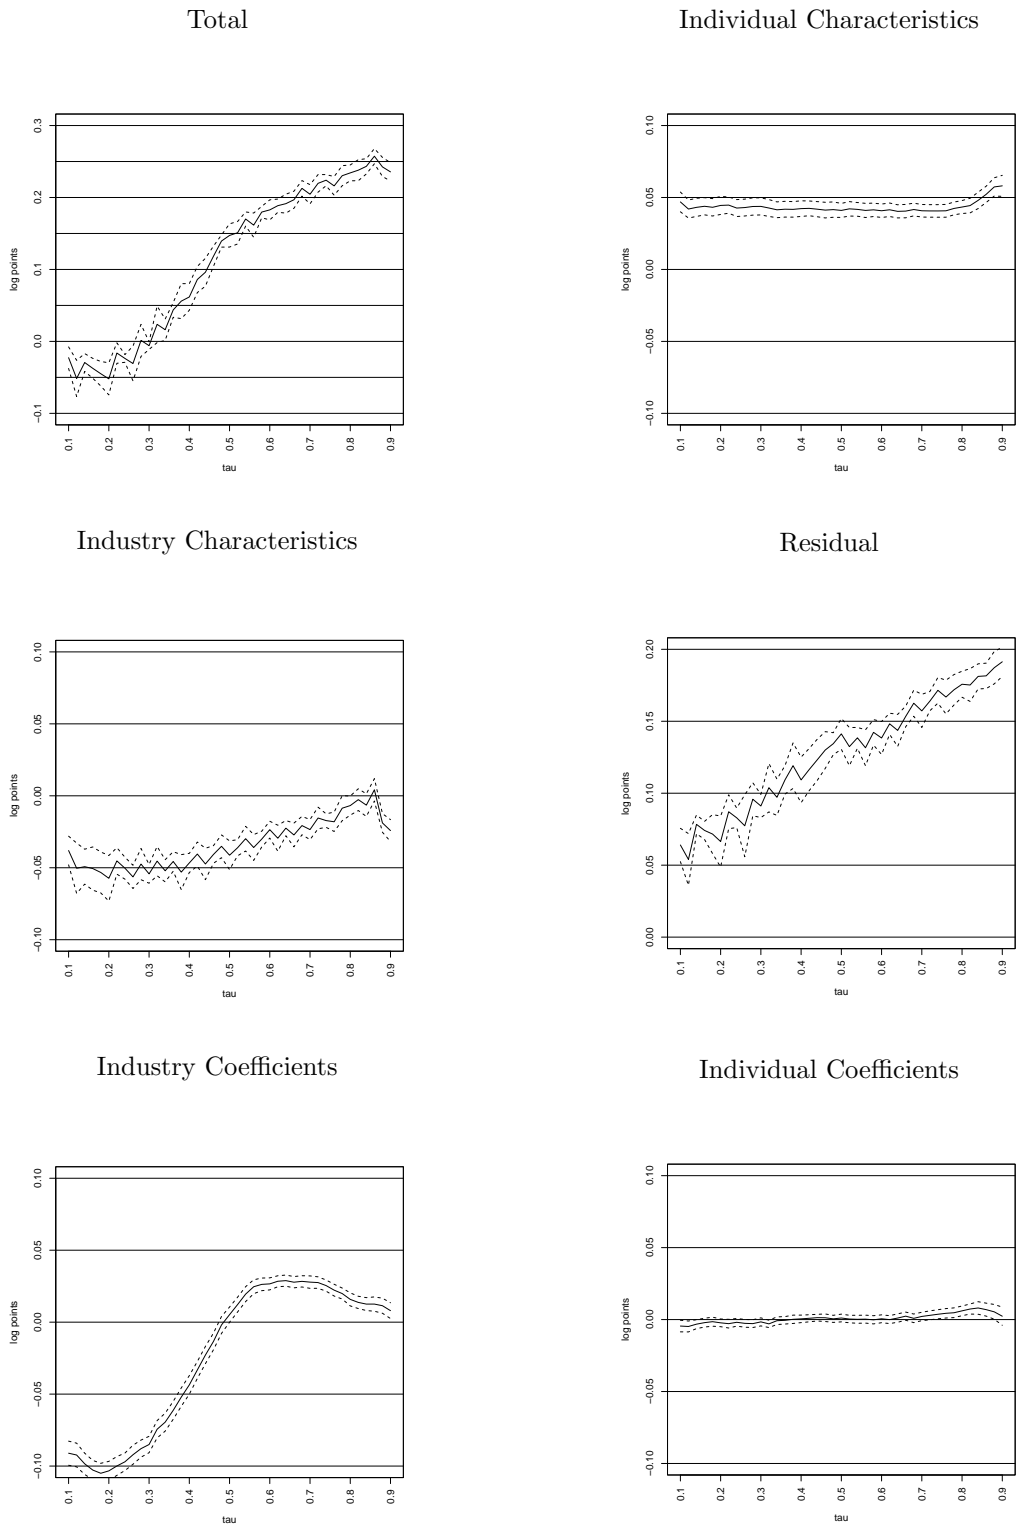 Total
0.3
0.2
0.1
0.0
−0.1
log points
0.1 0.2 0.3 0.4 0.5 0.6 0.7 0.8 0.9
tau
Individual Characteristics
0.10
0.05
0.00
−0.05
−0.10
log points
0.1 0.2 0.3 0.4 0.5 0.6 0.7 0.8 0.9
tau
Industry Characteristics
0.10
0.05
0.00
−0.05
−0.10
log points
0.1 0.2 0.3 0.4 0.5 0.6 0.7 0.8 0.9
tau
Residual
0.20
0.15
0.10
0.05
0.00
log points
0.1 0.2 0.3 0.4 0.5 0.6 0.7 0.8 0.9
tau
Industry Coefficients
0.10
0.05
0.00
−0.05
−0.10
log points
0.1 0.2 0.3 0.4 0.5 0.6 0.7 0.8 0.9
tau
Individual Coefficients
0.10
0.05
0.00
−0.05
−0.10
log points
0.1 0.2 0.3 0.4 0.5 0.6 0.7 0.8 0.9
tau